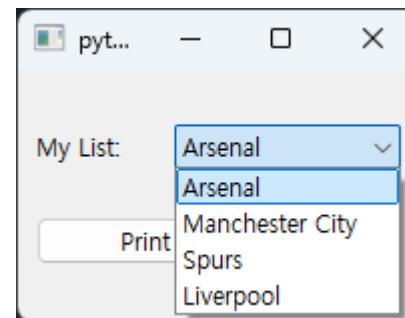 pyt...
My List:
Arsenal
Arsenal
Manchester City
Spurs
Liverpool
Print